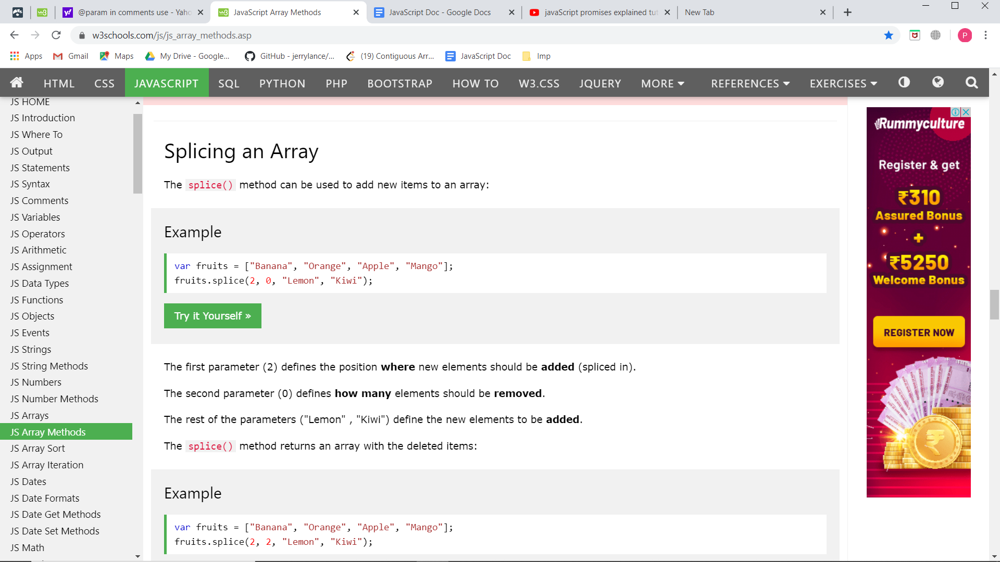 @param in comments use - Yaho
JavaScript Array Methods
JavaScript Doc - Google Docs
javaScript promises explained tut
New Tab
w3schools.com/js/js_array_methods.asp
P
Apps
Gmail
Maps
My Drive - Google...
GitHub - jerrylance/...
(19) Contiguous Arr...
JavaScript Doc
Imp
HTML
CSS
JAVASCRIPT
SQL
PYTHON
PHP
BOOTSTRAP
HOW TO
W3.CSS
JQUERY
MORE
REFERENCES
EXERCISES
JS HOME
JS Introduction
JS Where To
JS Output
JS Statements
JS Syntax
JS Comments
JS Variables
JS Operators
JS Arithmetic
JS Assignment
JS Data Types
JS Functions
JS Objects
JS Events
JS Strings
JS String Methods
JS Numbers
JS Number Methods
JS Arrays
JS Array Methods
JS Array Sort
JS Array Iteration
JS Dates
JS Date Formats
JS Date Get Methods
JS Date Set Methods
JS Math
Splicing an Array
The splice() method can be used to add new items to an array:
Example
var fruits = ["Banana", "Orange", "Apple", "Mango"];
fruits.splice(2, 0, "Lemon", "Kiwi");
Try it Yourself »
The first parameter (2) defines the position where new elements should be added (spliced in).
The second parameter (0) defines how many elements should be removed.
The rest of the parameters ("Lemon" , "Kiwi") define the new elements to be added.
The splice() method returns an array with the deleted items:
Example
var fruits = ["Banana", "Orange", "Apple", "Mango"];
fruits.splice(2, 2, "Lemon", "Kiwi");
Rummyculture
Register & get
₹310
Assured Bonus
+
₹5250
Welcome Bonus
REGISTER NOW